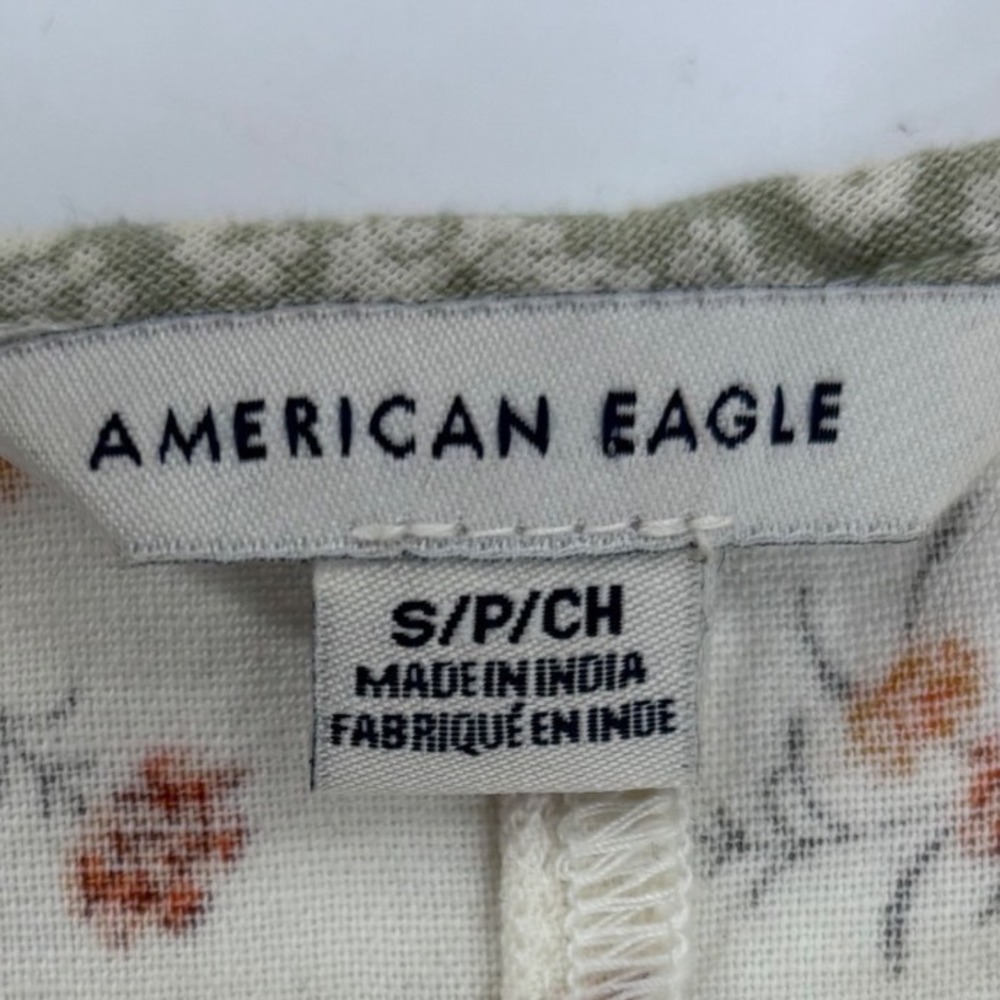 AMERICAN EAGLE
S/P/CH
MADE IN INDIA
FABRIQUÉ EN INDE